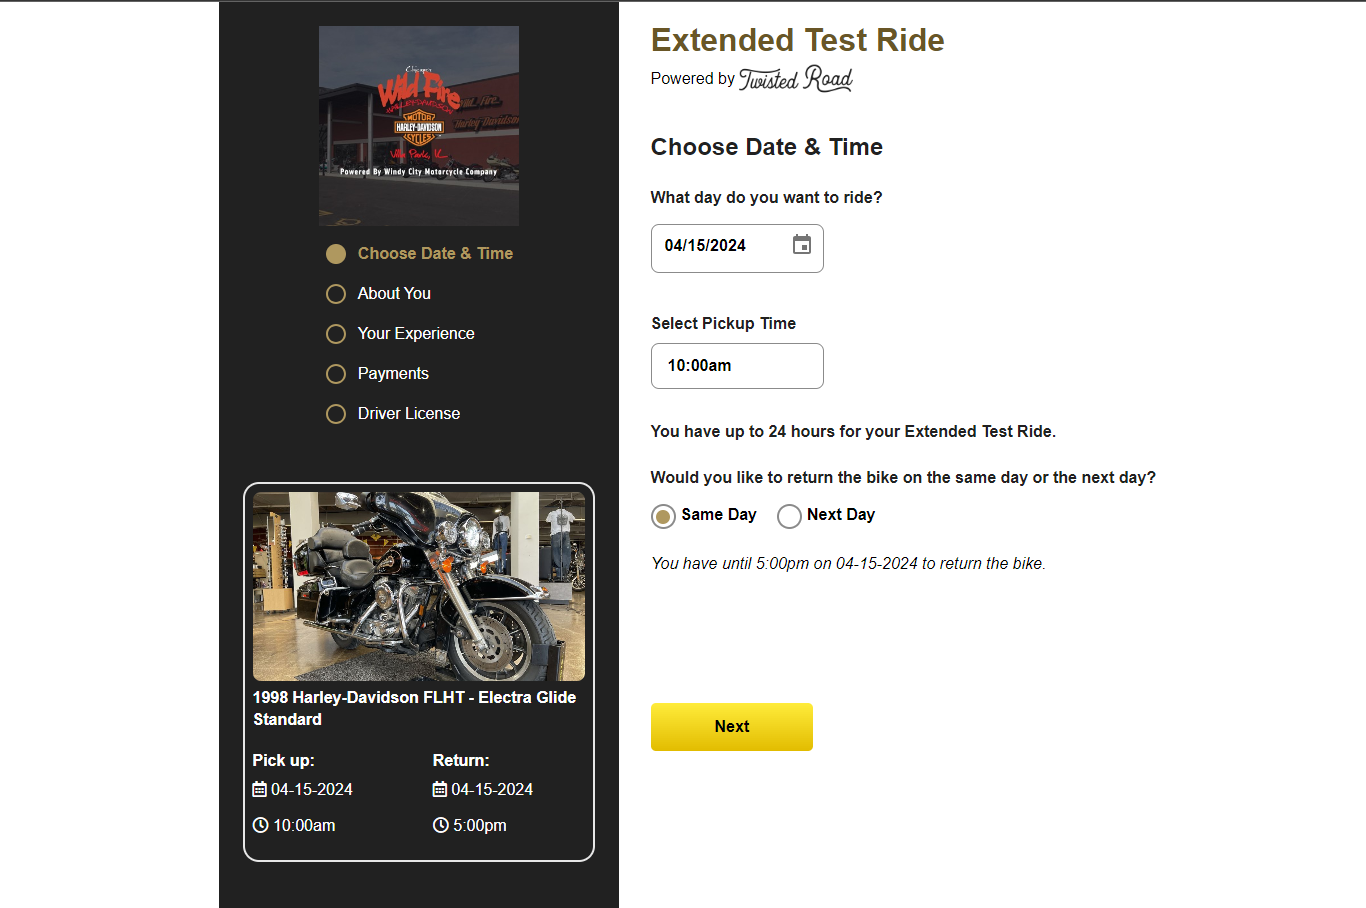 Chicago's
Wild Fire
HARLEY-DAVIDSON
MOTOR
HARLEY-DAVIDSON
CYCLES
Villa Park, IL
Powered By Windy City Motorcycle Company
Wild Fire
Harley-Davidson
Choose Date & Time
About You
Your Experience
Payments
Driver License
1998 Harley-Davidson FLHT - Electra Glide
Standard
Pick up:
Return:
04-15-2024
04-15-2024
10:00am
5:00pm
Extended Test Ride
Powered by Twisted Road
Choose Date & Time
What day do you want to ride?
04/15/2024
Select Pickup Time
10:00am
You have up to 24 hours for your Extended Test Ride.
Would you like to return the bike on the same day or the next day?
Same Day
Next Day
You have until 5:00pm on 04-15-2024 to return the bike.
Next